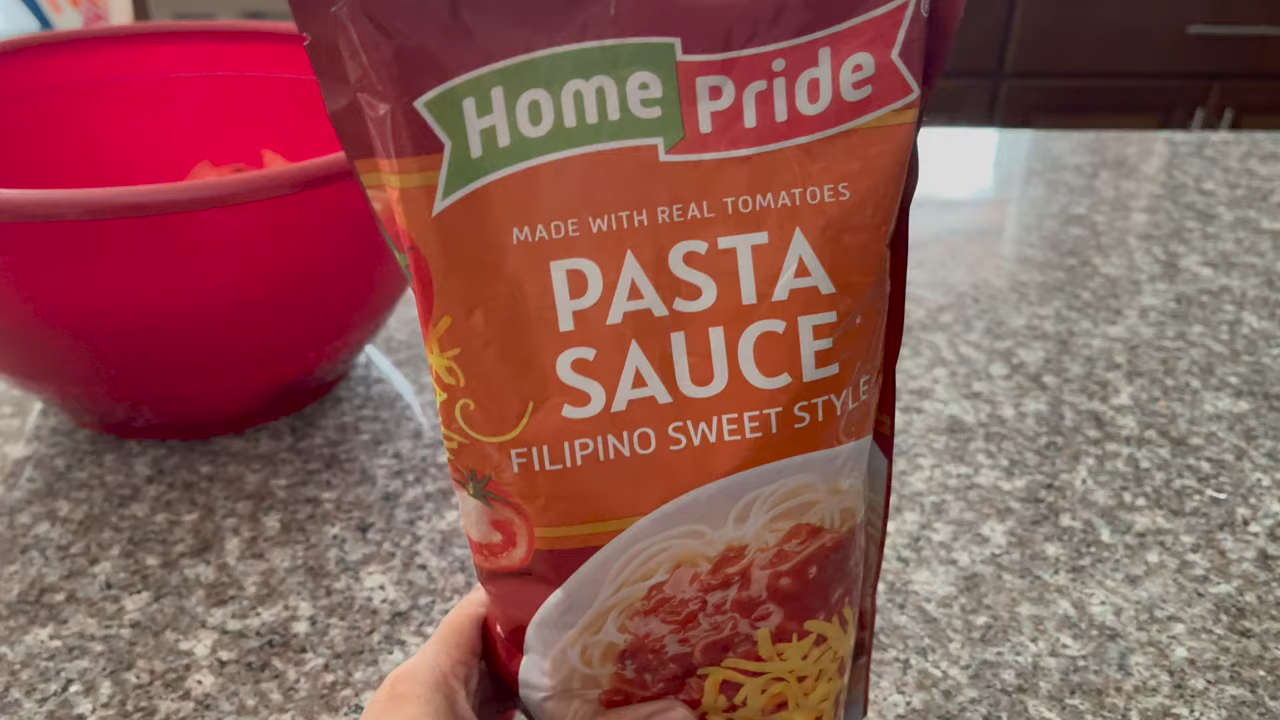 Home Pride
MADE WITH REAL TOMATOES
PASTA
SAUCE
FILIPINO SWEET STYLE